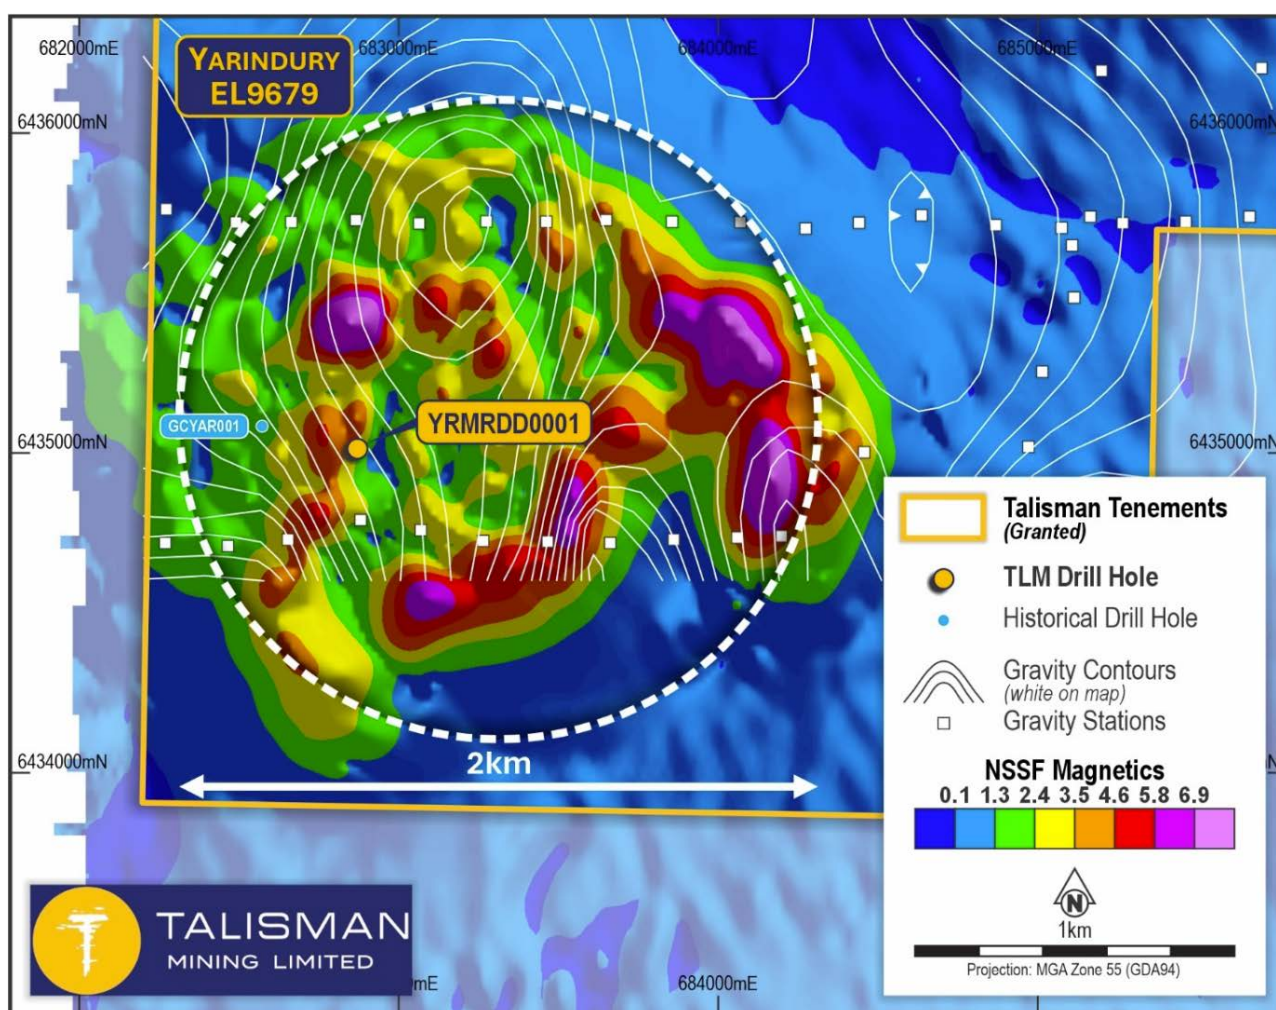 682000mE
683000mE
684000mE
685000mE
YARINDURY
EL9679
6436000mN
6436000mN
GCYAR001
YRMRDD0001
6435000mN
6435000mN
Talisman Tenements
(Granted)
TLM Drill Hole
Historical Drill Hole
Gravity Contours
(white on map)
Gravity Stations
6434000mN
2km
NSSF Magnetics
0.1 1.3 2.4 3.5 4.6 5.8 6.9
N
1km
Projection: MGA Zone 55 (GDA94)
TALISMAN
MINING LIMITED
684000mE